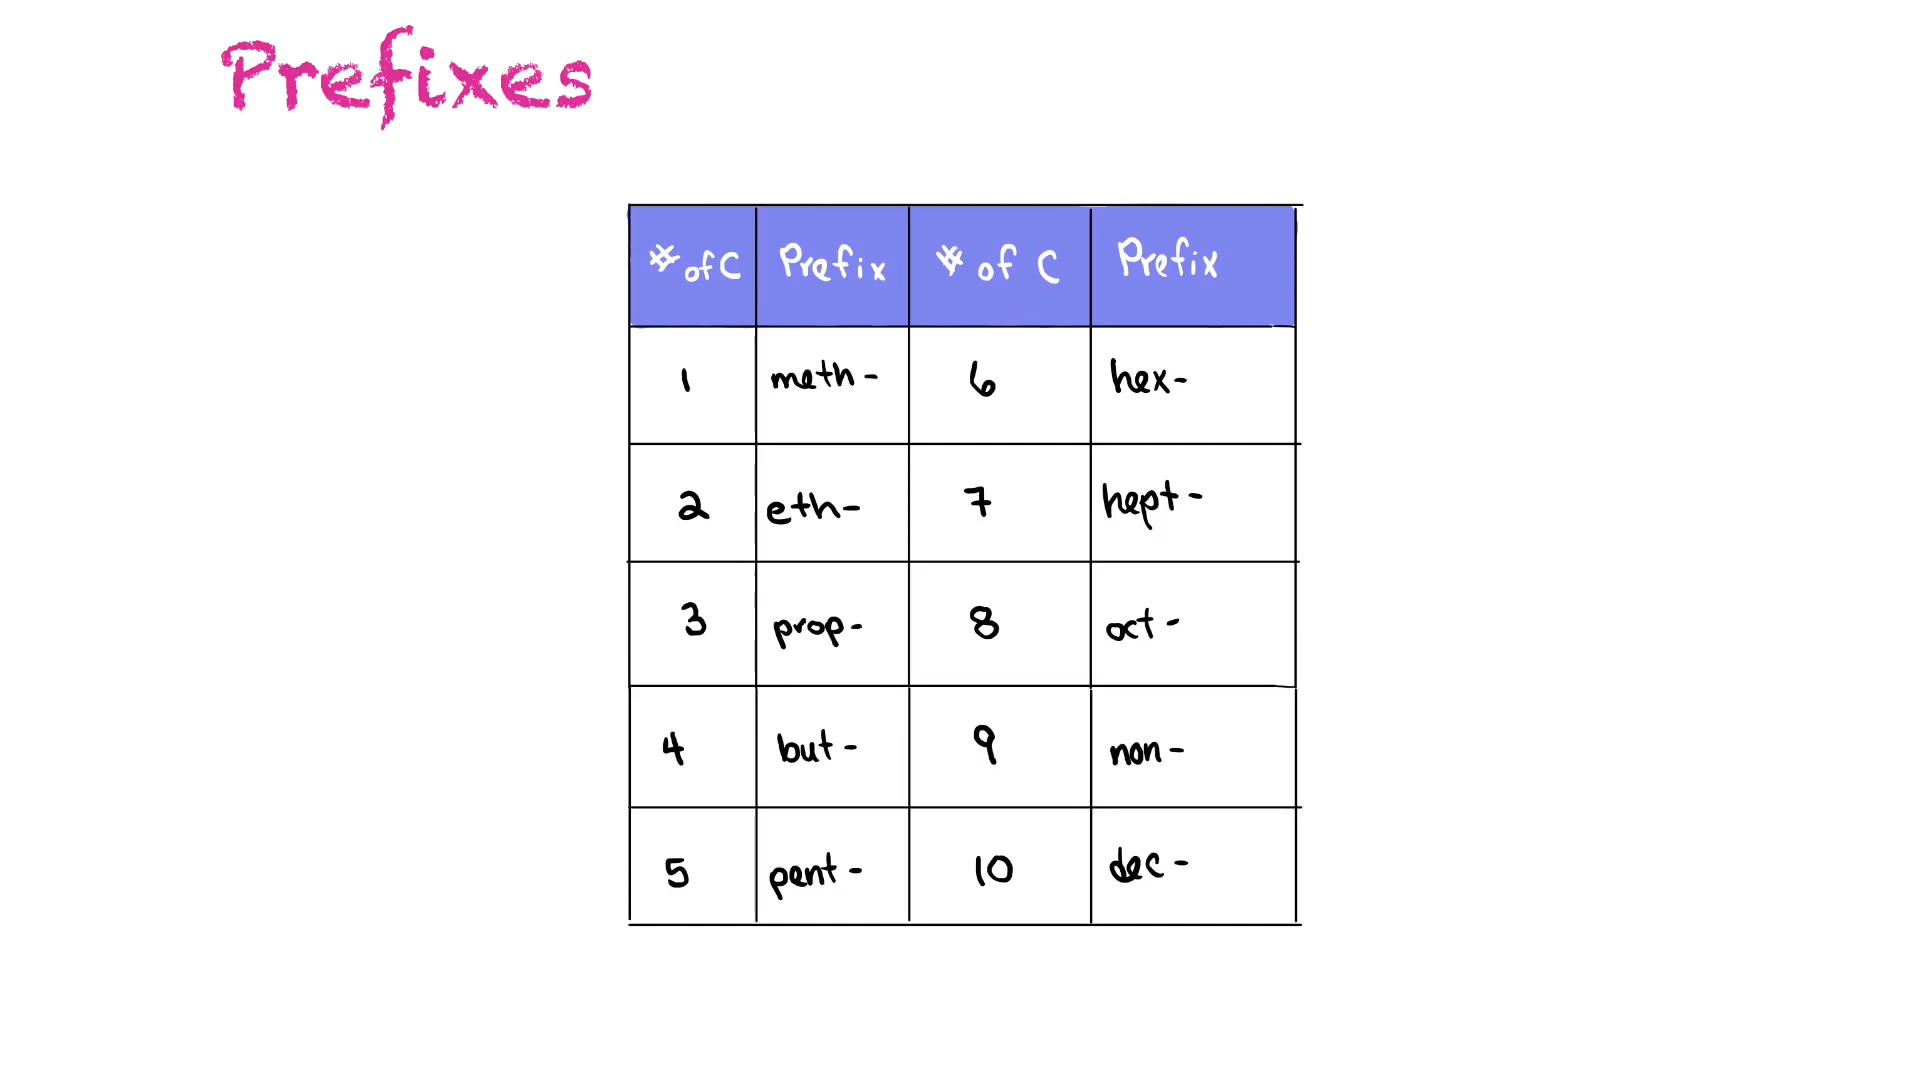 Prefixes
# of C Prefix # of C Prefix
1 meth- 6 hex-
2 eth- 7 hept-
3 prop- 8 oct-
4 but- 9 non-
5 pent- 10 dec-